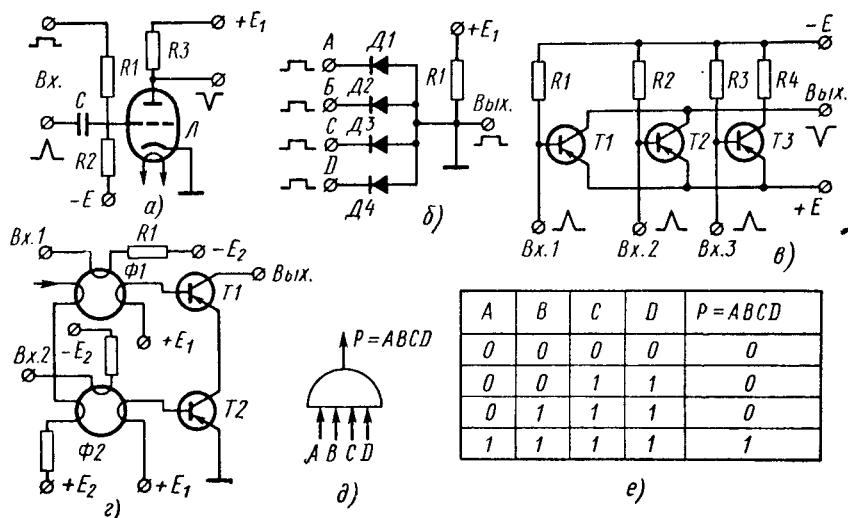 +E₁
R1
R3
Вх.
C
Л
R2
-E
а)
+E₁
А
Д1
Б
Д2
R1
Вых.
С
Д3
D
Д4
б)
-E
R1
R2
R3
R4
Вых.
T1
T2
T3
+E
Вх.1
Вх.2
Вх.3
в)
Вх.1
R1
-E₂
Ф1
Вых.
T1
+E₁
-E₂
Вх.2
T2
Ф2
+E₂
+E₁
г)
P = ABCD
A B C D
д)
A B C D P = ABCD
0 0 0 0 0
0 0 1 1 0
0 1 1 1 0
1 1 1 1 1
е)